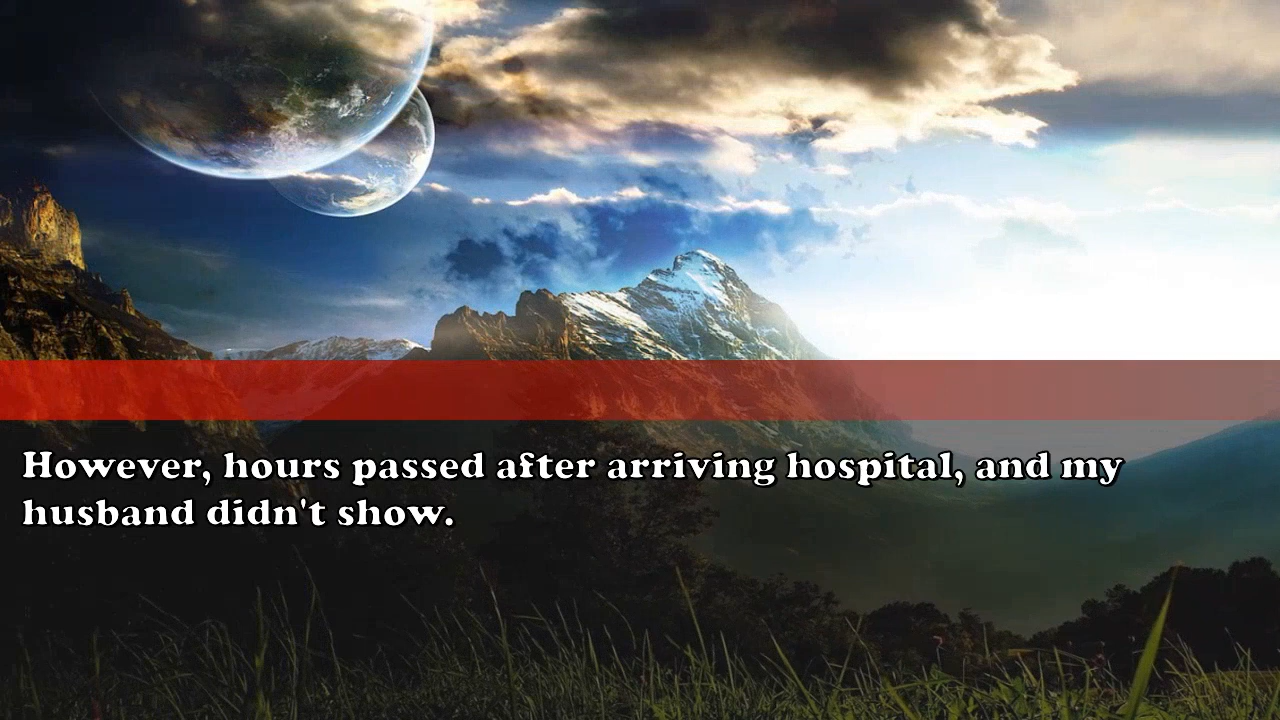 However, hours passed after arriving hospital, and my
husband didn't show.